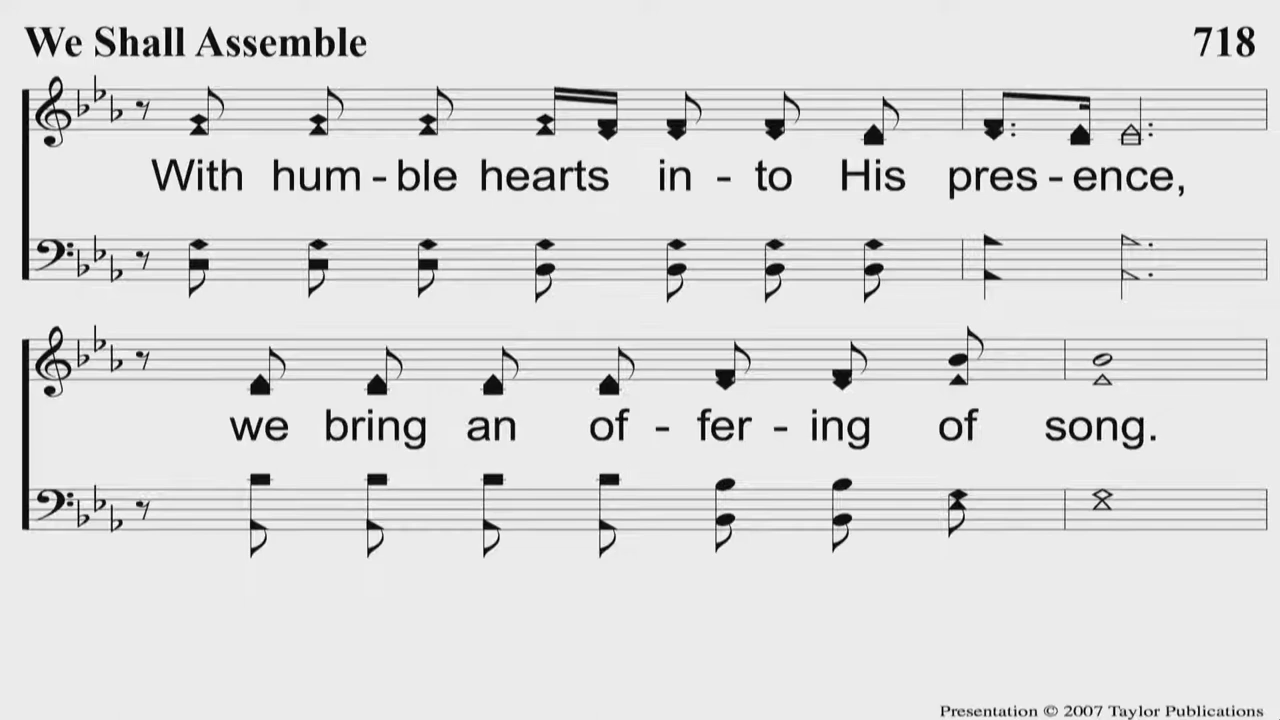 We Shall Assemble 718
With hum - ble hearts in - to His pres - ence,
we bring an of - fer - ing of song.
Presentation © 2007 Taylor Publications